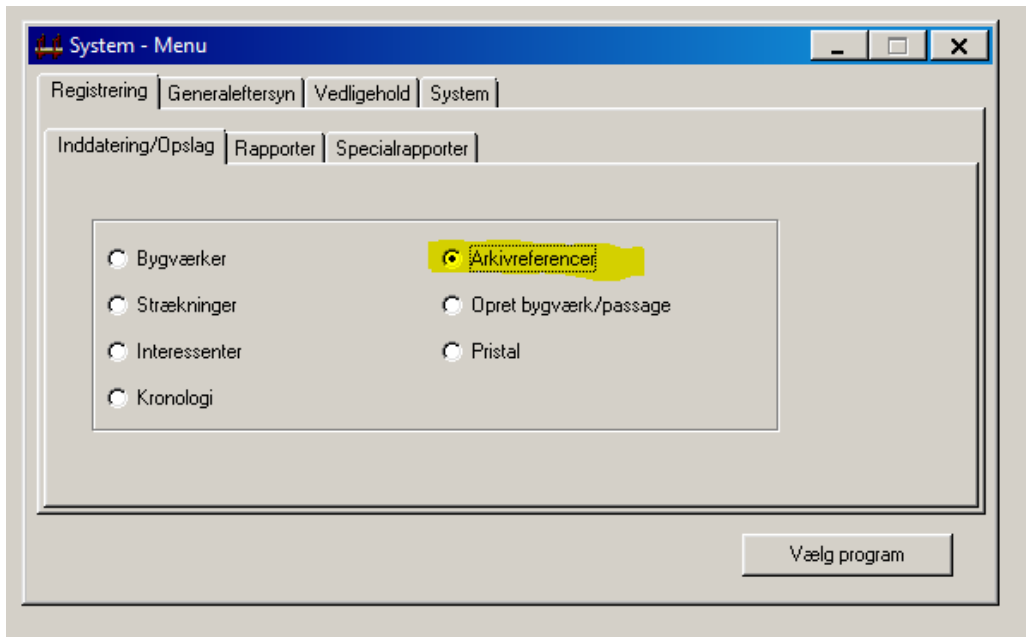 System - Menu
Registrering Generaleftersyn Vedligehold System
Inddatering/Opslag Rapporter Specialrapporter
Bygværker Arkivreferencer
Strækninger Opret bygværk/passage
Interessenter Pristal
Kronologi
Vælg program